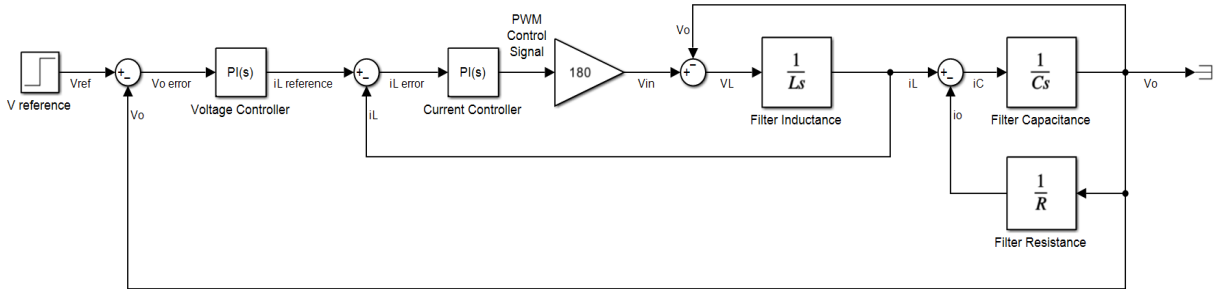 PWM
Control
Signal
Vo
+
−
Vo error
PI(s)
iL reference
+
−
iL error
PI(s)
180
Vin
−
+
VL
1
Ls
iL
+
−
iC
1
Cs
Vo
Vref
V reference
Voltage Controller
Current Controller
Filter Inductance
Filter Capacitance
Vo
iL
io
1
R
Filter Resistance